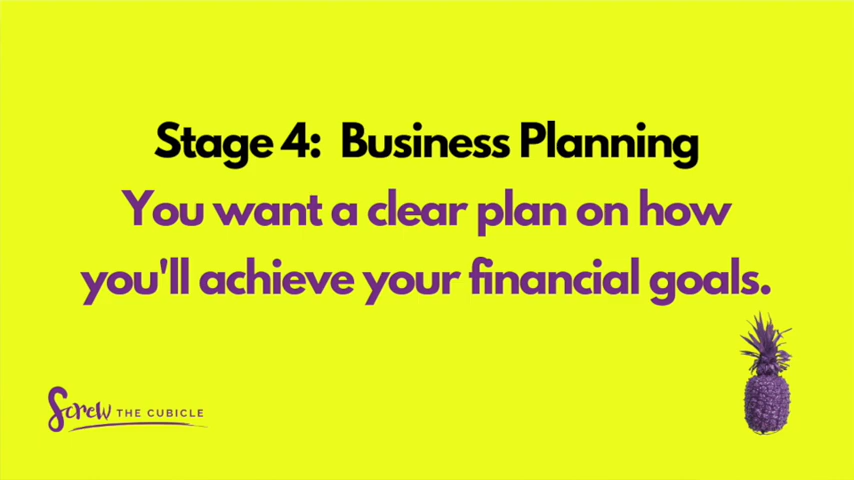 Stage 4: Business Planning
You want a clear plan on how
you'll achieve your financial goals.
Screw THE CUBICLE